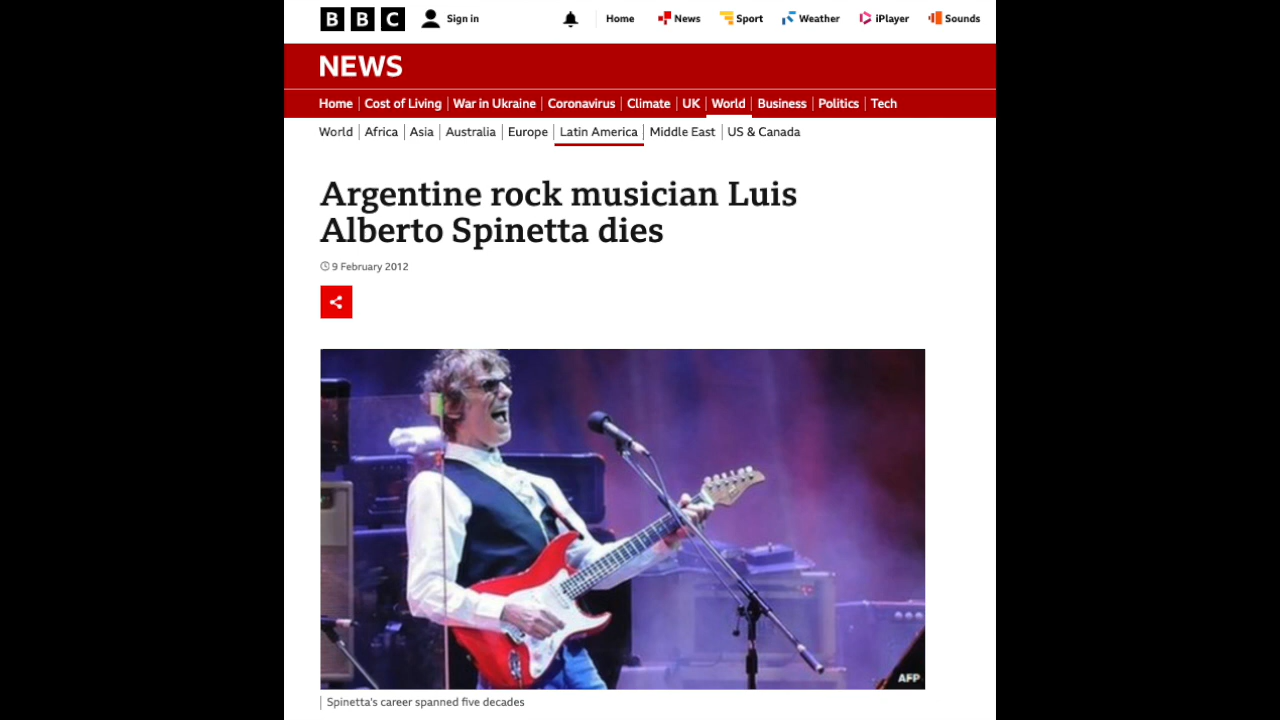 BBC Sign in Home News Sport Weather iPlayer Sounds
NEWS
Home Cost of Living War in Ukraine Coronavirus Climate UK World Business Politics Tech
World Africa Asia Australia Europe Latin America Middle East US & Canada
Argentine rock musician Luis
Alberto Spinetta dies
9 February 2012
AFP
Spinetta's career spanned five decades